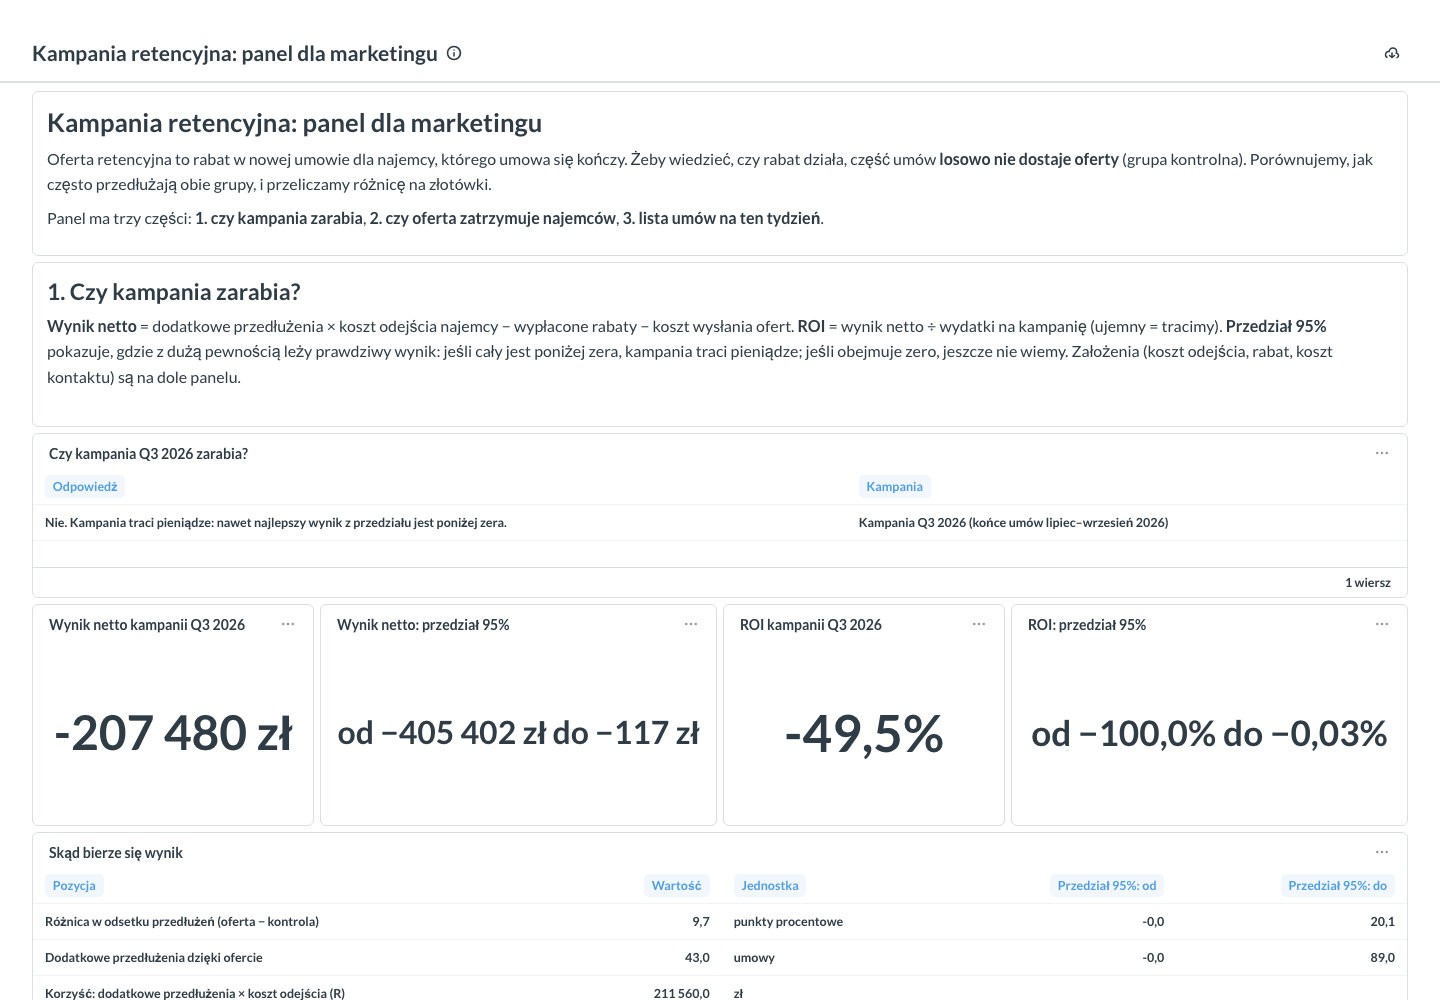 Kampania retencyjna: panel dla marketingu
Kampania retencyjna: panel dla marketingu
Oferta retencyjna to rabat w nowej umowie dla najemcy, którego umowa się kończy. Żeby wiedzieć, czy rabat działa, część umów losowo nie dostaje oferty (grupa kontrolna). Porównujemy, jak
często przedłużają obie grupy, i przeliczamy różnicę na złotówki.
Panel ma trzy części: 1. czy kampania zarabia, 2. czy oferta zatrzymuje najemców, 3. lista umów na ten tydzień.
1. Czy kampania zarabia?
Wynik netto = dodatkowe przedłużenia × koszt odejścia najemcy − wypłacone rabaty − koszt wysłania ofert. ROI = wynik netto ÷ wydatki na kampanię (ujemny = tracimy). Przedział 95%
pokazuje, gdzie z dużą pewnością leży prawdziwy wynik: jeśli cały jest poniżej zera, kampania traci pieniądze; jeśli obejmuje zero, jeszcze nie wiemy. Założenia (koszt odejścia, rabat, koszt
kontaktu) są na dole panelu.
Czy kampania Q3 2026 zarabia?
Odpowiedź Kampania
Nie. Kampania traci pieniądze: nawet najlepszy wynik z przedziału jest poniżej zera. Kampania Q3 2026 (końce umów lipiec–wrzesień 2026)
1 wiersz
Wynik netto kampanii Q3 2026
-207 480 zł
Wynik netto: przedział 95%
od −405 402 zł do −117 zł
ROI kampanii Q3 2026
-49,5%
ROI: przedział 95%
od −100,0% do −0,03%
Skąd bierze się wynik
Pozycja Wartość Jednostka Przedział 95%: od Przedział 95%: do
Różnica w odsetku przedłużeń (oferta − kontrola) 9,7 punkty procentowe -0,0 20,1
Dodatkowe przedłużenia dzięki ofercie 43,0 umowy -0,0 89,0
Korzyść: dodatkowe przedłużenia × koszt odejścia (R) 211 560,0 zł